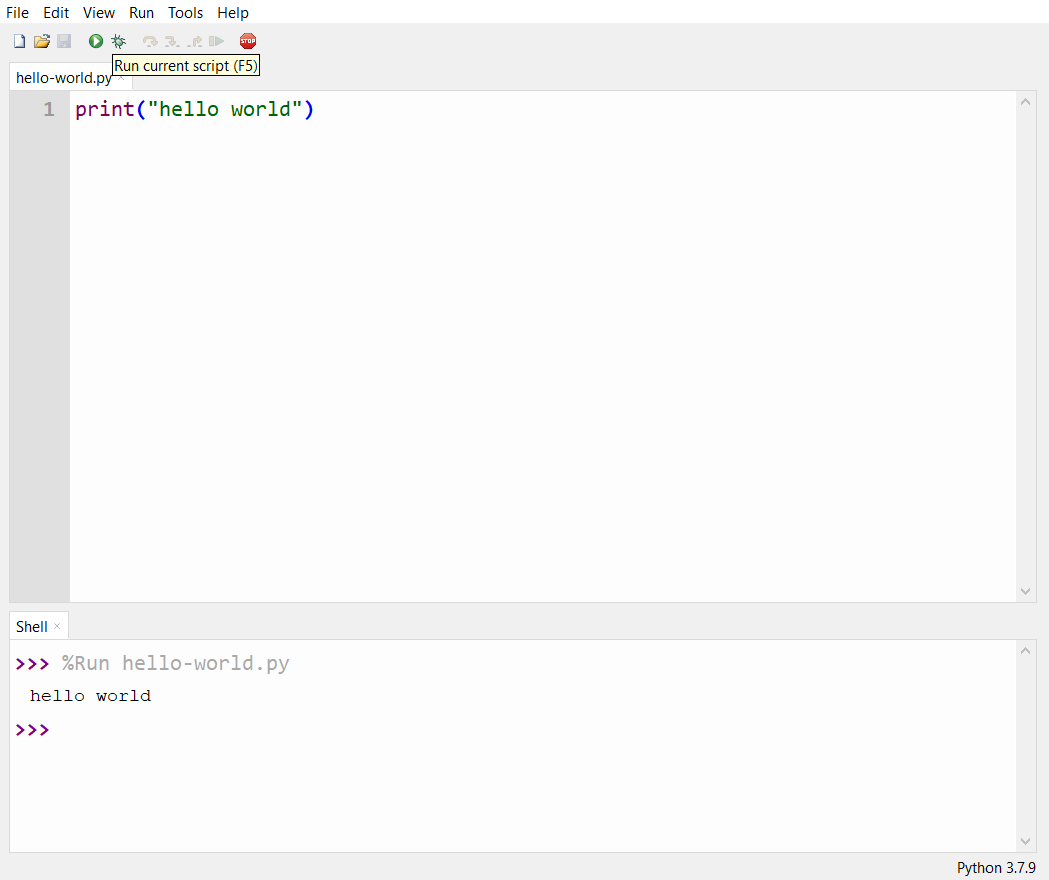 File Edit View Run Tools Help
STOP
Run current script (F5)
hello-world.py
1 print("hello world")
Shell
>>> %Run hello-world.py
hello world
>>>
Python 3.7.9